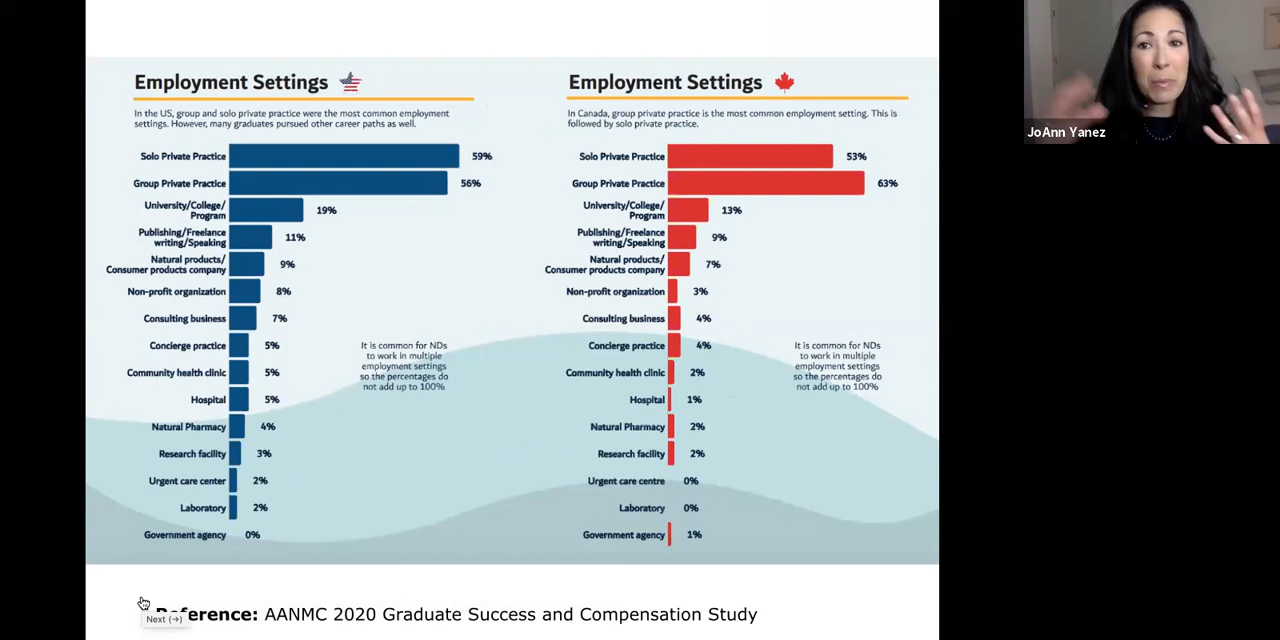 Employment Settings
In the US, group and solo private practice were the most common employment
settings. However, many graduates pursued other career paths as well.
Solo Private Practice 59%
Group Private Practice 56%
University/College/
Program 19%
Publishing/Freelance
writing/Speaking 11%
Natural products/
Consumer products company 9%
Non-profit organization 8%
Consulting business 7%
Concierge practice 5%
Community health clinic 5%
Hospital 5%
Natural Pharmacy 4%
Research facility 3%
Urgent care center 2%
Laboratory 2%
Government agency 0%
It is common for NDs
to work in multiple
employment settings
so the percentages do
not add up to 100%
Employment Settings
In Canada, group private practice is the most common employment setting. This is
followed by solo private practice.
Solo Private Practice 53%
Group Private Practice 63%
University/College/
Program 13%
Publishing/Freelance
writing/Speaking 9%
Natural products/
Consumer products company 7%
Non-profit organization 3%
Consulting business 4%
Concierge practice 4%
Community health clinic 2%
Hospital 1%
Natural Pharmacy 2%
Research facility 2%
Urgent care centre 0%
Laboratory 0%
Government agency 1%
It is common for NDs
to work in multiple
employment settings
so the percentages do
not add up to 100%
JoAnn Yanez
Reference: AANMC 2020 Graduate Success and Compensation Study
Next (→)